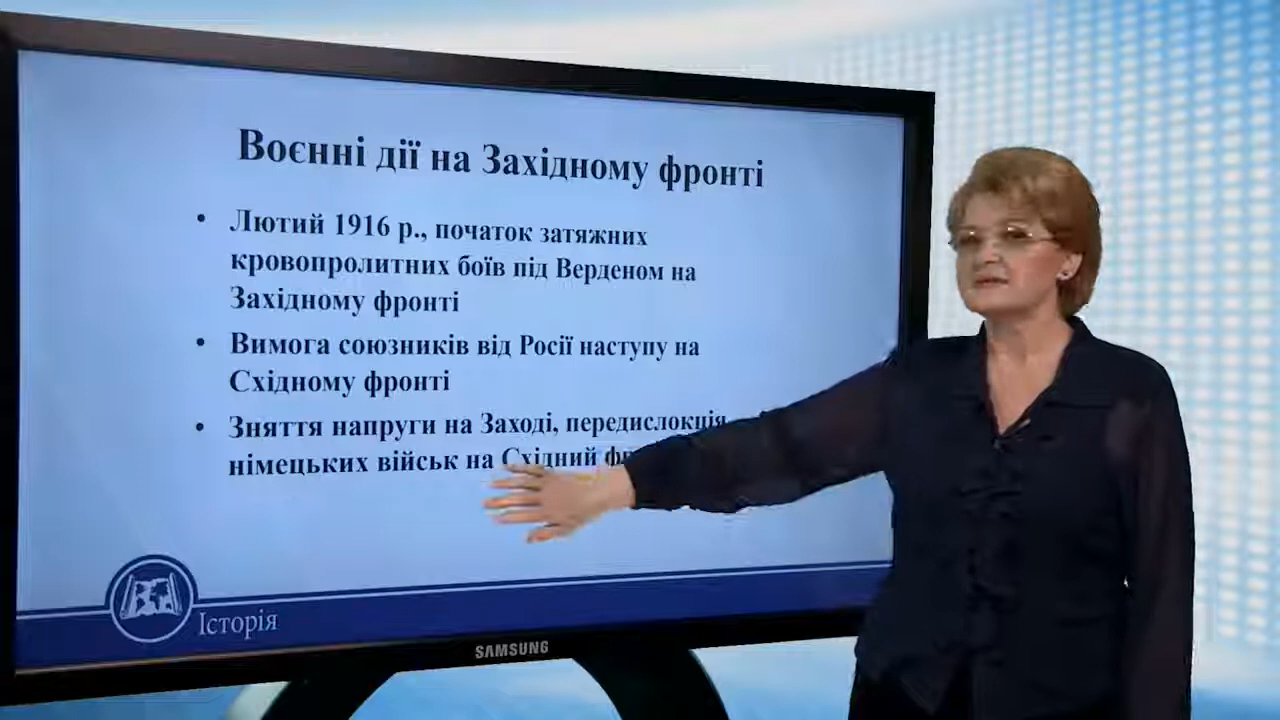 Воєнні дії на Західному фронті
• Лютий 1916 р., початок затяжних
кровопролитних боїв під Верденом на
Західному фронті
• Вимога союзників від Росії наступу на
Східному фронті
• Зняття напруги на Заході, передислокція
німецьких військ на Східний
Історія
SAMSUNG